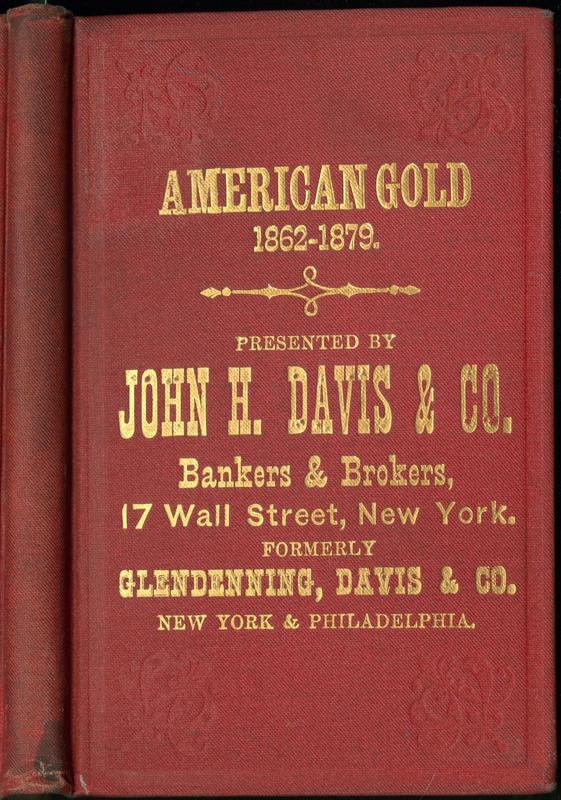 AMERICAN GOLD
1862-1879.
PRESENTED BY
JOHN H. DAVIS & CO.
Bankers & Brokers,
17 Wall Street, New York.
FORMERLY
GLENDENNING, DAVIS & CO.
NEW YORK & PHILADELPHIA.